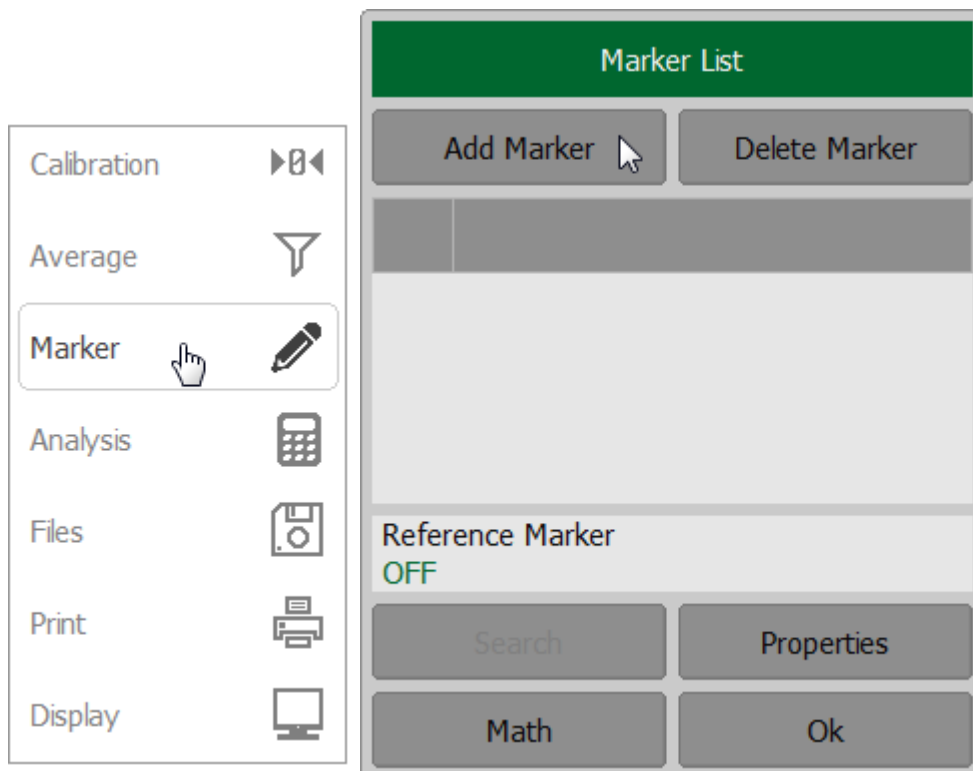 Calibration
Average
Marker
Analysis
Files
Print
Display
Marker List
Add Marker
Delete Marker
Reference Marker
OFF
Search
Properties
Math
Ok